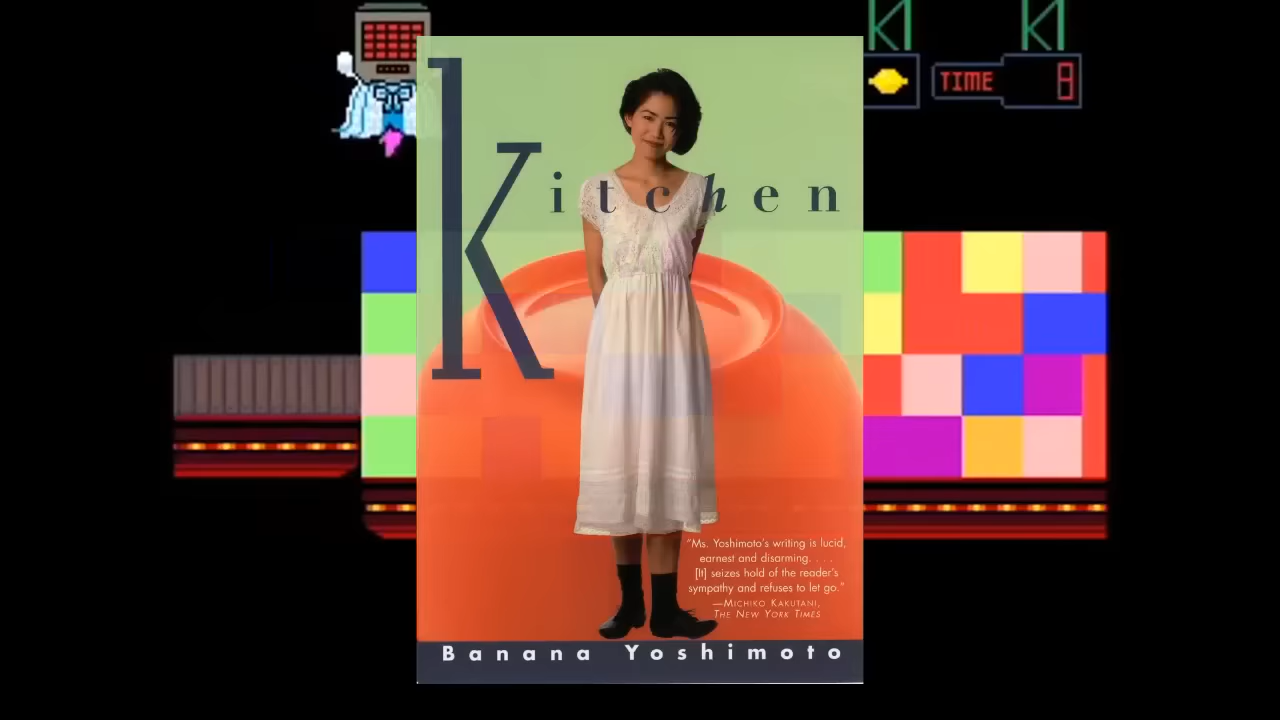 kitchen
TIME 9
"Ms. Yoshimoto's writing is lucid,
earnest and disarming. . . .
[It] seizes hold of the reader's
sympathy and refuses to let go."
—MICHIKO KAKUTANI,
THE NEW YORK TIMES
Banana Yoshimoto